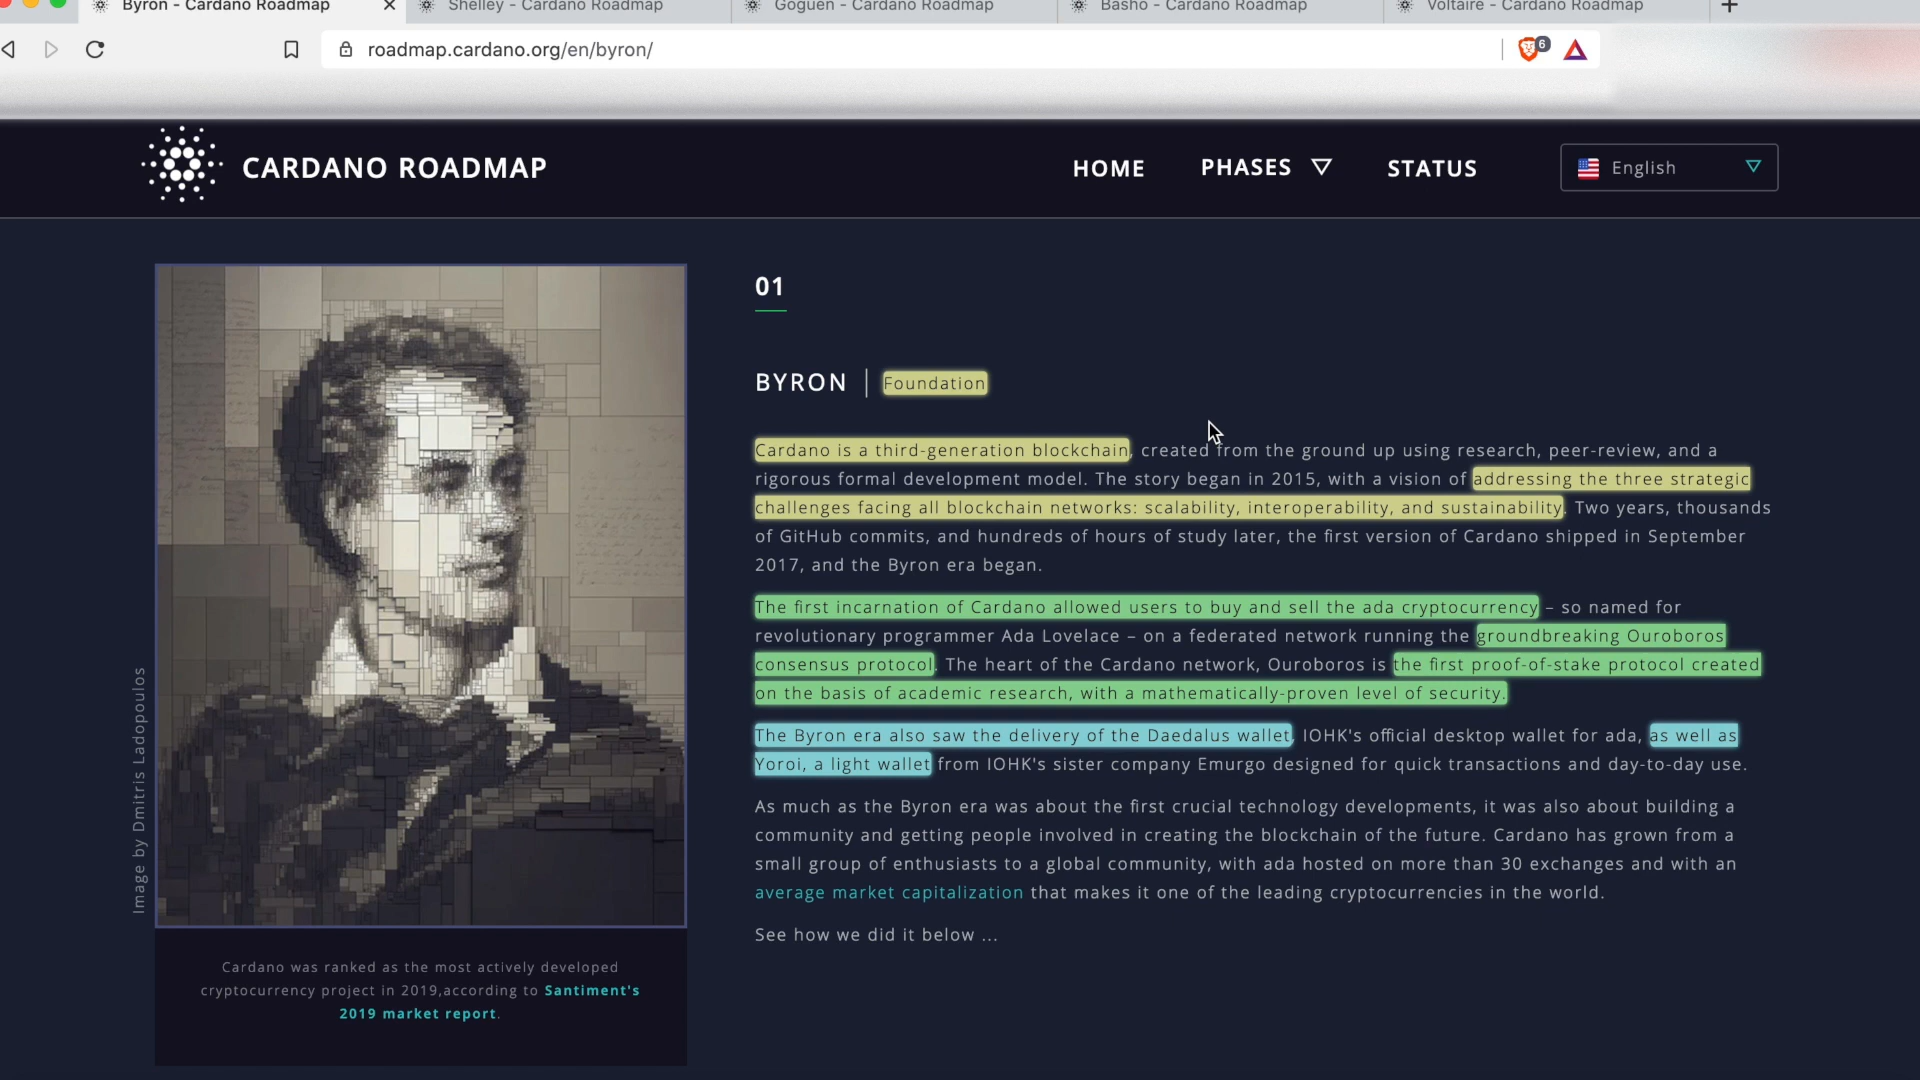 Byron - Cardano Roadmap
Shelley - Cardano Roadmap
Goguen - Cardano Roadmap
Basho - Cardano Roadmap
Voltaire - Cardano Roadmap
roadmap.cardano.org/en/byron/
6
CARDANO ROADMAP
HOME
PHASES
STATUS
English
01
BYRON
Foundation
Cardano is a third-generation blockchain, created from the ground up using research, peer-review, and a
rigorous formal development model. The story began in 2015, with a vision of addressing the three strategic
challenges facing all blockchain networks: scalability, interoperability, and sustainability. Two years, thousands
of GitHub commits, and hundreds of hours of study later, the first version of Cardano shipped in September
2017, and the Byron era began.
The first incarnation of Cardano allowed users to buy and sell the ada cryptocurrency – so named for
revolutionary programmer Ada Lovelace – on a federated network running the groundbreaking Ouroboros
consensus protocol. The heart of the Cardano network, Ouroboros is the first proof-of-stake protocol created
on the basis of academic research, with a mathematically-proven level of security.
The Byron era also saw the delivery of the Daedalus wallet, IOHK's official desktop wallet for ada, as well as
Yoroi, a light wallet from IOHK's sister company Emurgo designed for quick transactions and day-to-day use.
As much as the Byron era was about the first crucial technology developments, it was also about building a
community and getting people involved in creating the blockchain of the future. Cardano has grown from a
small group of enthusiasts to a global community, with ada hosted on more than 30 exchanges and with an
average market capitalization that makes it one of the leading cryptocurrencies in the world.
See how we did it below ...
Image by Dmitris Ladopoulos
Cardano was ranked as the most actively developed
cryptocurrency project in 2019,according to Santiment's
2019 market report.